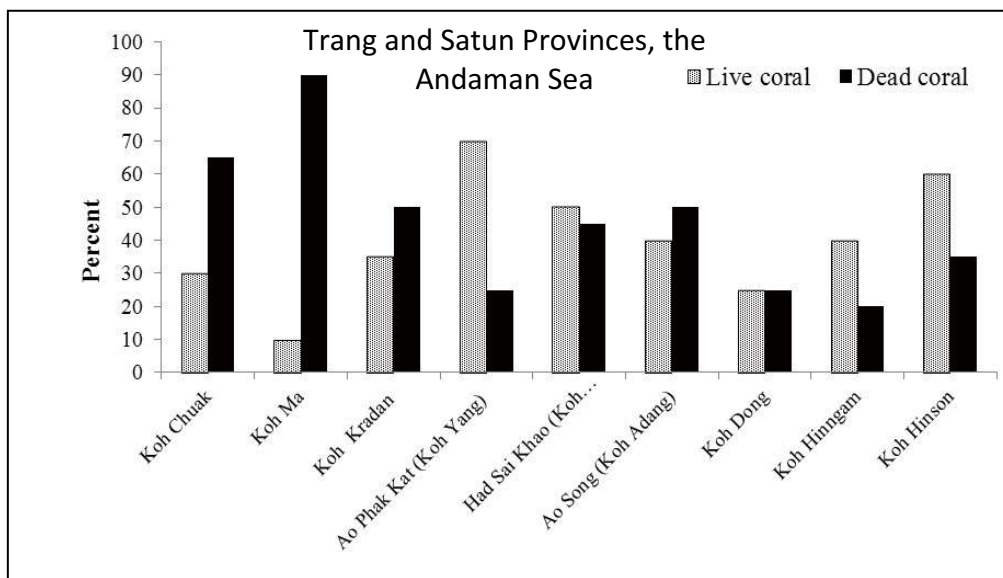 Trang and Satun Provinces, the
Andaman Sea
Live coral Dead coral
Percent
100
90
80
70
60
50
40
30
20
10
0
Koh Chuak
Koh Ma
Koh Kradan
Ao Phak Kat (Koh Yang)
Had Sai Khao (Koh...
Ao Song (Koh Adang)
Koh Dong
Koh Hinngam
Koh Hinson